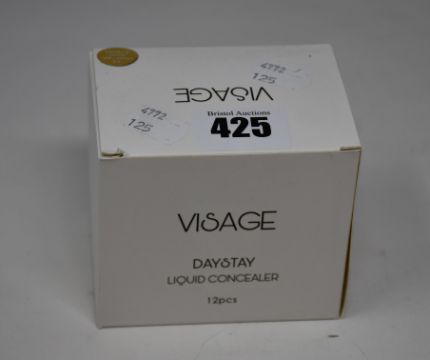 4772 /
125
VISAGE
4772
125
Bristol Auctions
425
VISAGE
DAYSTAY
LIQUID CONCEALER
12pcs